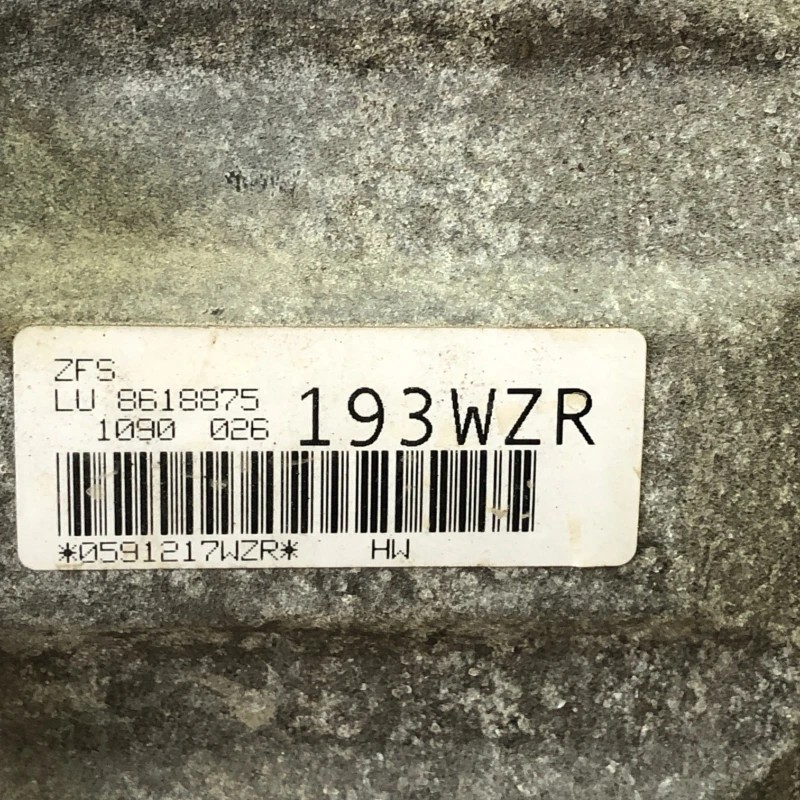 ZFS
LU 8618875
1090 026 193WZR
*0591217WZR* HW